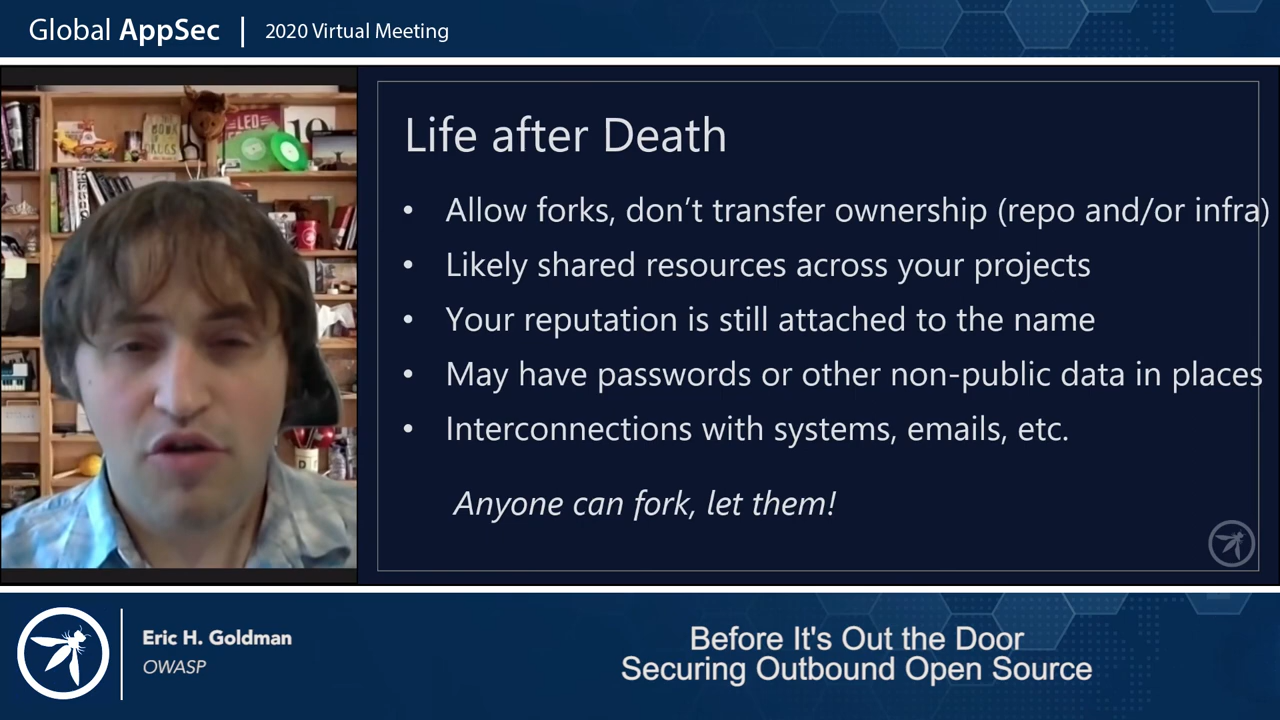 Global AppSec | 2020 Virtual Meeting
LED
19
Life after Death
• Allow forks, don’t transfer ownership (repo and/or infra)
• Likely shared resources across your projects
• Your reputation is still attached to the name
• May have passwords or other non-public data in places
• Interconnections with systems, emails, etc.
Anyone can fork, let them!
Eric H. Goldman
OWASP
Before It's Out the Door
Securing Outbound Open Source